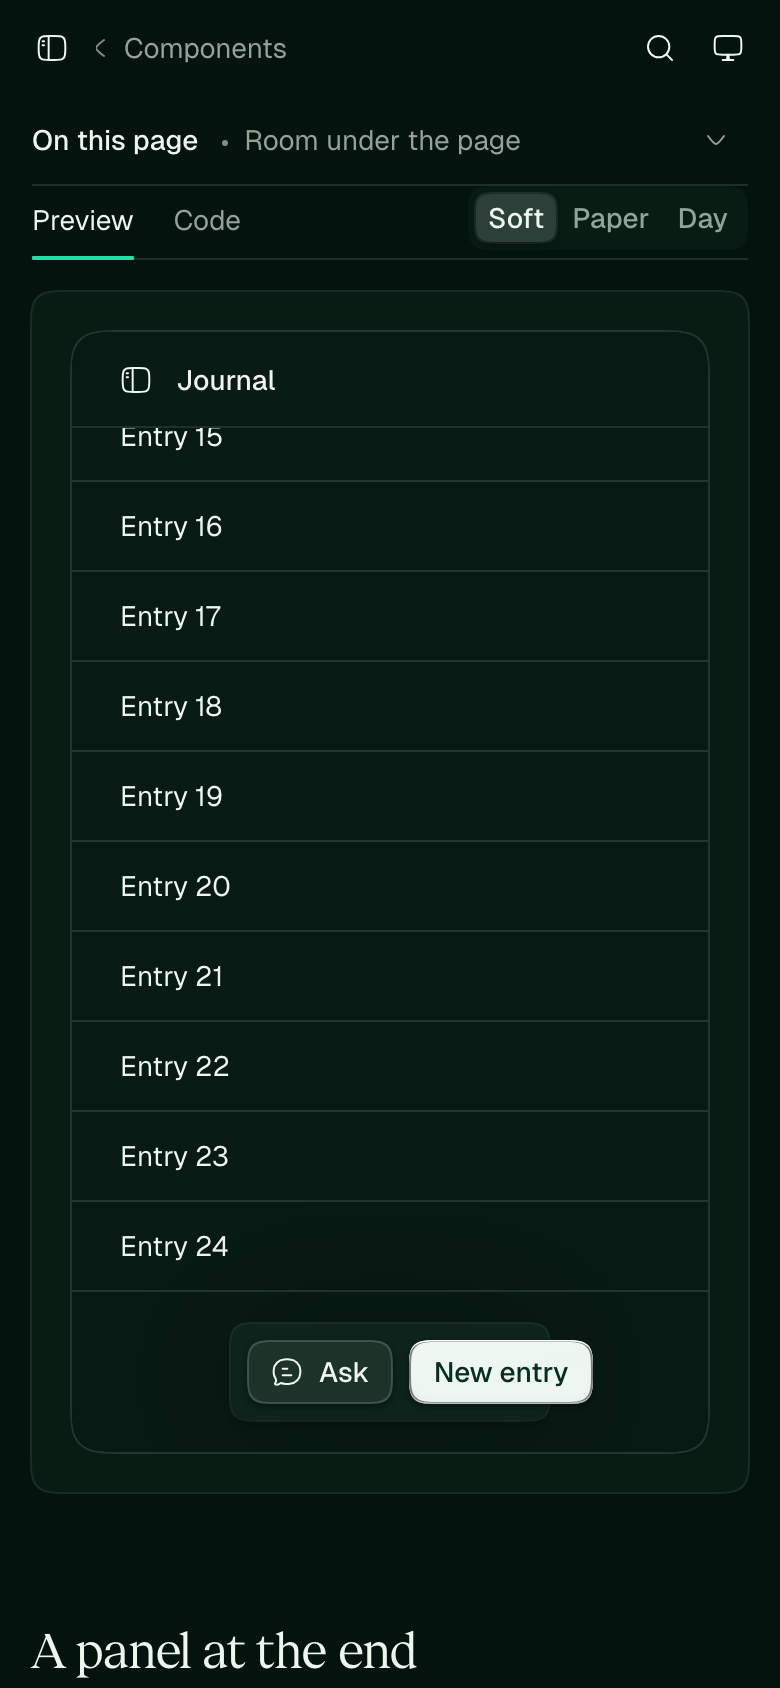 Components
On this page • Room under the page
Preview Code Soft Paper Day
Journal
Entry 15
Entry 16
Entry 17
Entry 18
Entry 19
Entry 20
Entry 21
Entry 22
Entry 23
Entry 24
Ask New entry
A panel at the end